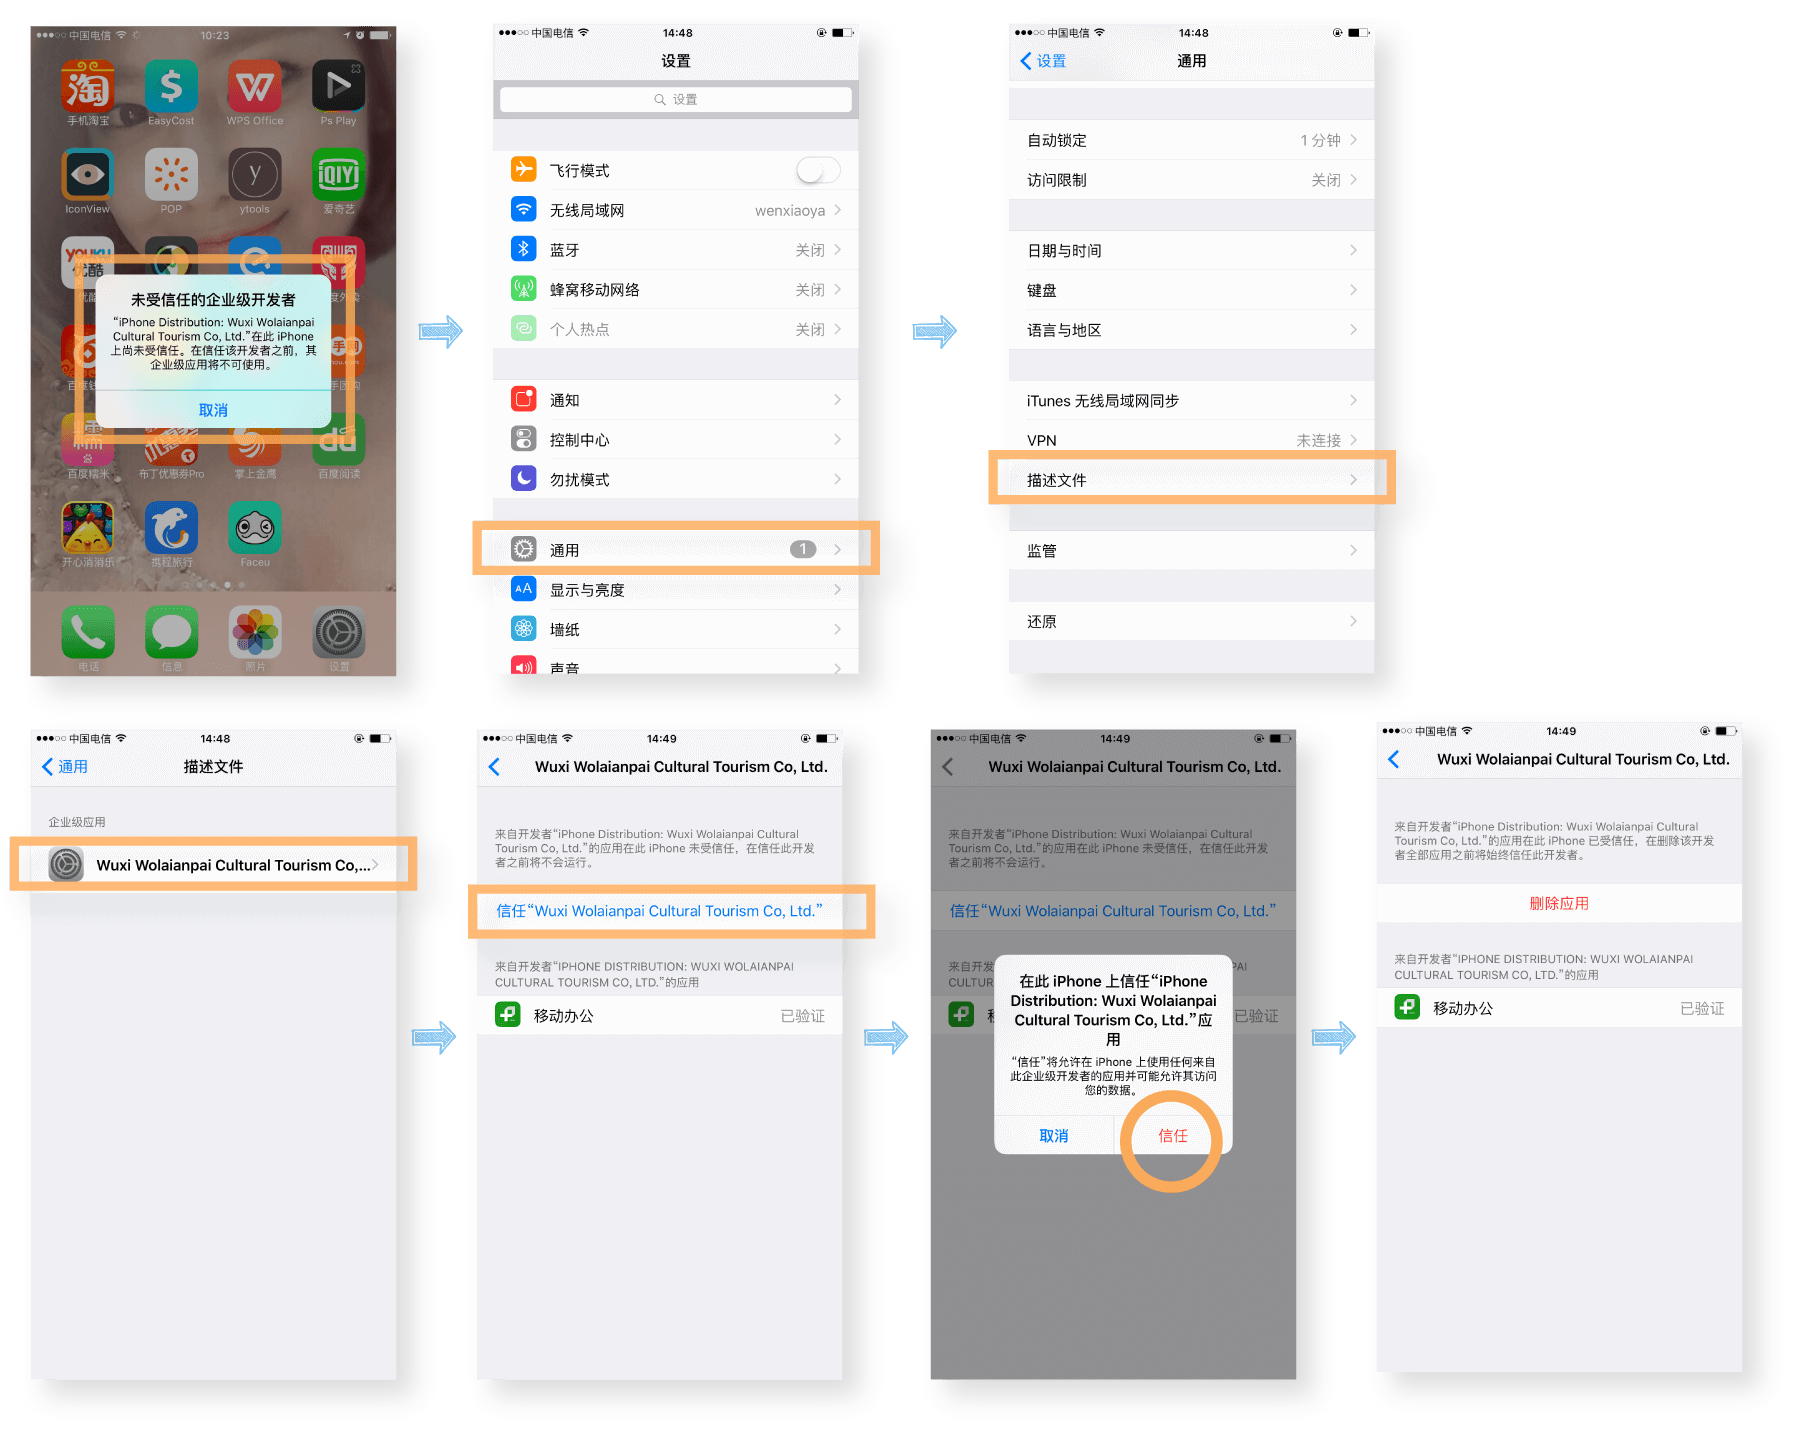 中国电信 10:23
手机淘宝 EasyCost WPS Office Ps Play
IconView POP ytools 爱奇艺
未受信任的企业级开发者
“iPhone Distribution: Wuxi Wolaianpai
Cultural Tourism Co, Ltd.”在此 iPhone
上尚未受信任。在信任该开发者之前，其
企业级应用将不可使用。
取消
百度糯米 布丁优惠券Pro 掌上金鹰 百度阅读
开心消消乐 携程旅行 Faceu
电话 信息 照片 设置
中国电信 14:48
设置
设置
飞行模式
无线局域网 wenxiaoya
蓝牙 关闭
蜂窝移动网络 关闭
个人热点 关闭
通知
控制中心
勿扰模式
通用 1
显示与亮度
墙纸
声音
中国电信 14:48
设置 通用
自动锁定 1 分钟
访问限制 关闭
日期与时间
键盘
语言与地区
iTunes 无线局域网同步
VPN 未连接
描述文件
监管
还原
中国电信 14:48
通用 描述文件
企业级应用
Wuxi Wolaianpai Cultural Tourism Co,...
中国电信 14:49
Wuxi Wolaianpai Cultural Tourism Co, Ltd.
来自开发者“iPhone Distribution: Wuxi Wolaianpai Cultural
Tourism Co, Ltd.”的应用在此 iPhone 未受信任，在信任此开发
者之前将不会运行。
信任“Wuxi Wolaianpai Cultural Tourism Co, Ltd.”
来自开发者“IPHONE DISTRIBUTION: WUXI WOLAIANPAI
CULTURAL TOURISM CO, LTD.”的应用
移动办公 已验证
中国电信 14:49
Wuxi Wolaianpai Cultural Tourism Co, Ltd.
来自开发者“iPhone Distribution: Wuxi Wolaianpai Cultural
Tourism Co, Ltd.”的应用在此 iPhone 未受信任，在信任此开发
者之前将不会运行。
信任“Wuxi Wolaianpai Cultural Tourism Co, Ltd.”
在此 iPhone 上信任“iPhone
Distribution: Wuxi Wolaianpai
Cultural Tourism Co, Ltd.”应
用
“信任”将允许在 iPhone 上使用任何来自
此企业级开发者的应用并可能允许其访问
您的数据。
取消 信任
已验证
中国电信 14:49
Wuxi Wolaianpai Cultural Tourism Co, Ltd.
来自开发者“iPhone Distribution: Wuxi Wolaianpai Cultural
Tourism Co, Ltd.”的应用在此 iPhone 已受信任，在删除该开发
者全部应用之前将始终信任此开发者。
删除应用
来自开发者“IPHONE DISTRIBUTION: WUXI WOLAIANPAI
CULTURAL TOURISM CO, LTD.”的应用
移动办公 已验证